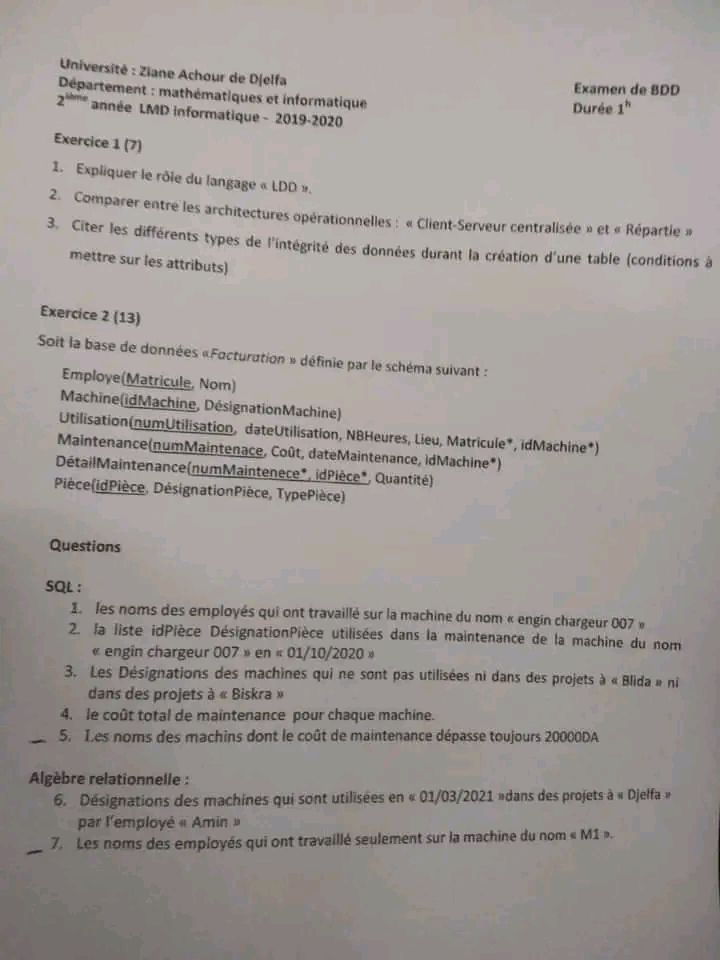 Université : Ziane Achour de Djelfa
Département : mathématiques et informatique
2ième année LMD Informatique - 2019-2020
Examen de BDD
Durée 1h
Exercice 1 (7)
1. Expliquer le rôle du langage « LDD ».
2. Comparer entre les architectures opérationnelles : « Client-Serveur centralisée » et « Répartie »
3. Citer les différents types de l'intégrité des données durant la création d'une table (conditions à
mettre sur les attributs)
Exercice 2 (13)
Soit la base de données «Facturation » définie par le schéma suivant :
Employe(Matricule, Nom)
Machine(idMachine, DésignationMachine)
Utilisation(numUtilisation, dateUtilisation, NBHeures, Lieu, Matricule*, idMachine*)
Maintenance(numMaintenace, Coût, dateMaintenance, idMachine*)
DétailMaintenance(numMaintenece*, idPièce*, Quantité)
Pièce(idPièce, DésignationPièce, TypePièce)
Questions
SQL :
1. les noms des employés qui ont travaillé sur la machine du nom « engin chargeur 007 »
2. la liste idPièce DésignationPièce utilisées dans la maintenance de la machine du nom
« engin chargeur 007 » en « 01/10/2020 »
3. Les Désignations des machines qui ne sont pas utilisées ni dans des projets à « Blida » ni
dans des projets à « Biskra »
4. le coût total de maintenance pour chaque machine.
5. Les noms des machins dont le coût de maintenance dépasse toujours 20000DA
Algèbre relationnelle :
6. Désignations des machines qui sont utilisées en « 01/03/2021 »dans des projets à « Djelfa »
par l'employé « Amin »
7. Les noms des employés qui ont travaillé seulement sur la machine du nom « M1 ».